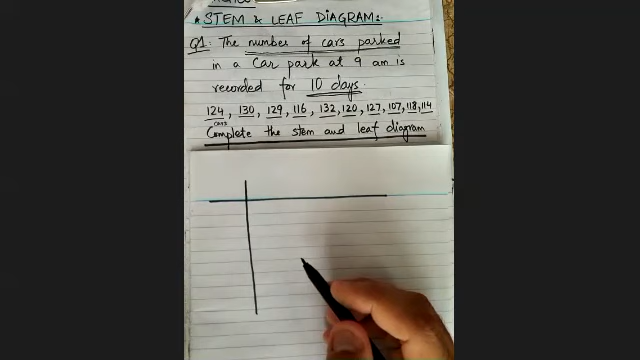 * STEM & LEAF DIAGRAM:-
Q1: The number of cars parked
in a Car park at 9 am is
recorded for 10 days.
124, 130, 129, 116, 132, 120, 127, 107, 118, 114
cars
Complete the stem and leaf diagram